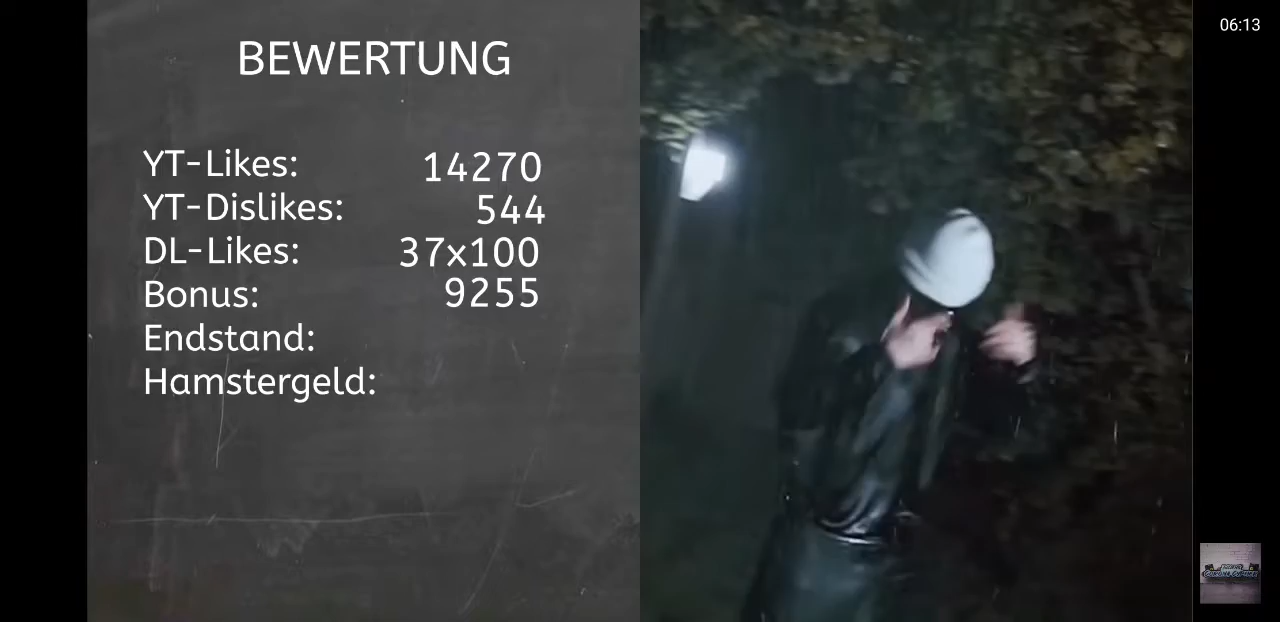 BEWERTUNG
06:13
YT-Likes: 14270
YT-Dislikes: 544
DL-Likes: 37x100
Bonus: 9255
Endstand:
Hamstergeld: